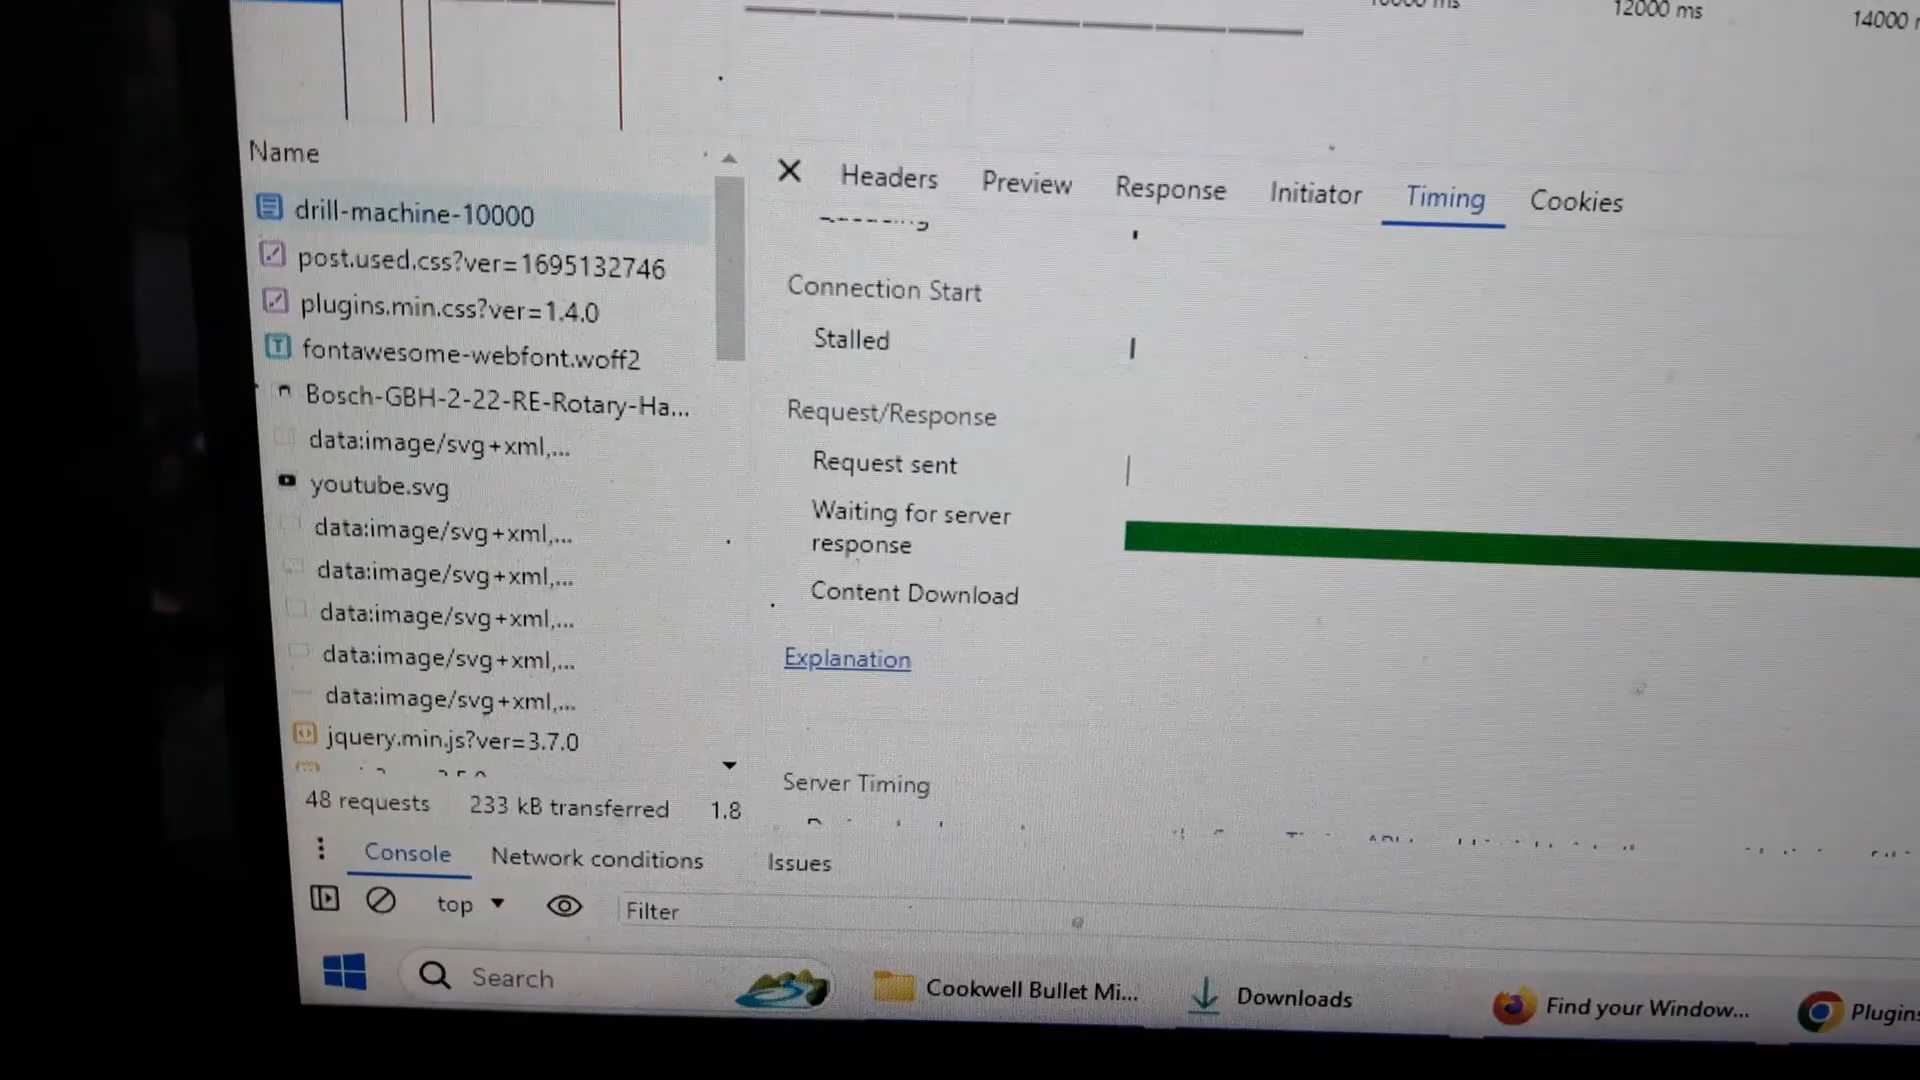 12000 ms
14000
Name
Headers Preview Response Initiator Timing Cookies
drill-machine-10000
post.used.css?ver=1695132746
plugins.min.css?ver=1.4.0
fontawesome-webfont.woff2
Bosch-GBH-2-22-RE-Rotary-Ha...
data:image/svg+xml,...
youtube.svg
data:image/svg+xml,...
data:image/svg+xml,...
data:image/svg+xml,...
data:image/svg+xml,...
data:image/svg+xml,...
jquery.min.js?ver=3.7.0
48 requests 233 kB transferred 1.8
Connection Start
Stalled
Request/Response
Request sent
Waiting for server
response
Content Download
Explanation
Server Timing
Console Network conditions Issues
top Filter
Search Cookwell Bullet Mi... Downloads Find your Window... Plugins